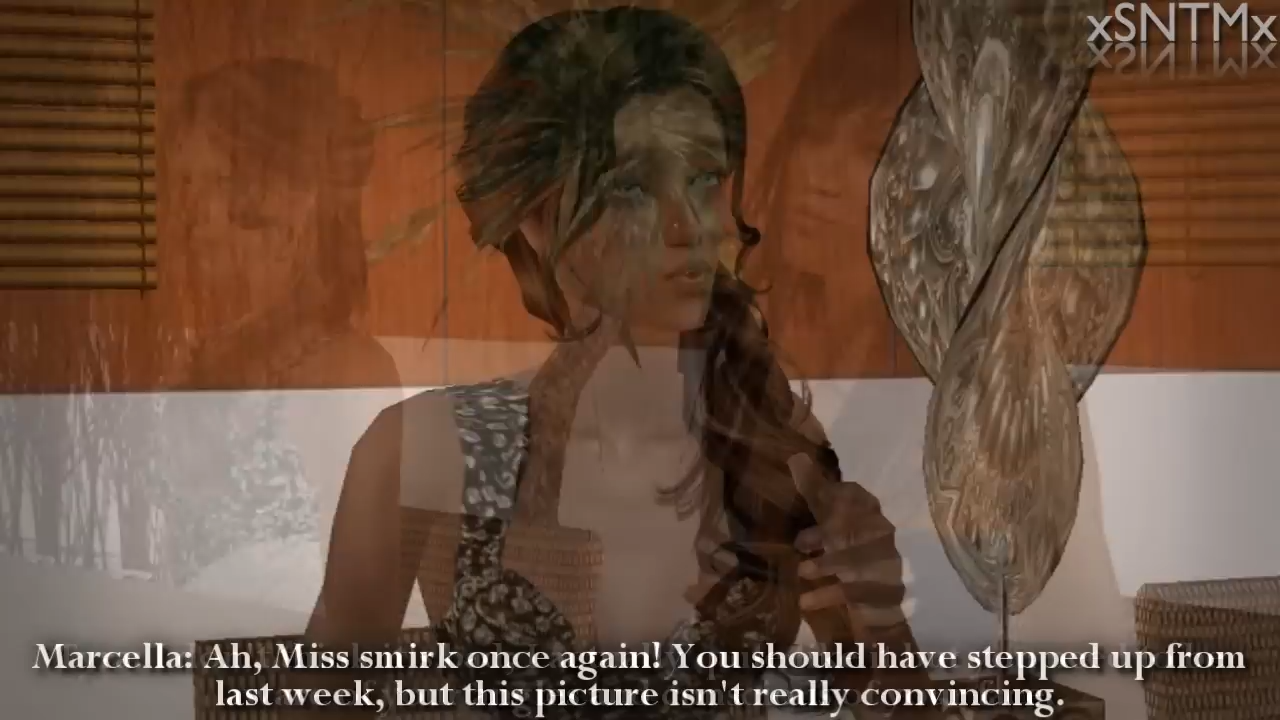 xSNTMx
Marcella: Ah, Miss smirk once again! You should have stepped up from
last week, but this picture isn't really convincing.